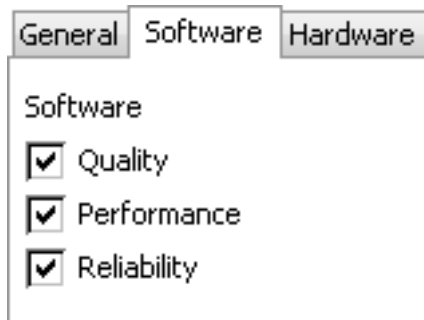 General Software Hardware
Software
Quality
Performance
Reliability